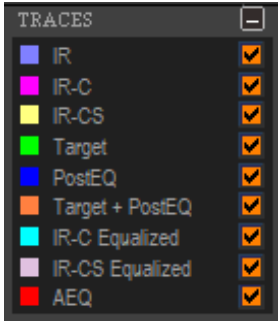 TRACES
IR
IR-C
IR-CS
Target
PostEQ
Target + PostEQ
IR-C Equalized
IR-CS Equalized
AEQ